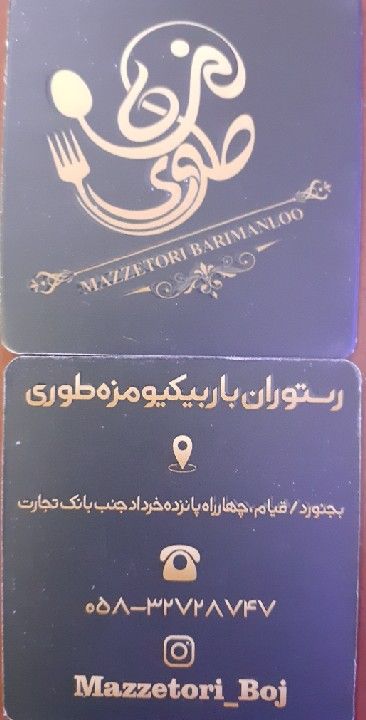 مزه
طوری
MAZZETORI BARIMANLOO
رستوران باربیکیو مزه طوری
بجنورد / قیام ، چهارراه پانزده خرداد جنب بانک تجارت
۰۵۸-۳۲۷۲۸۷۴۷
Mazzetori_Boj